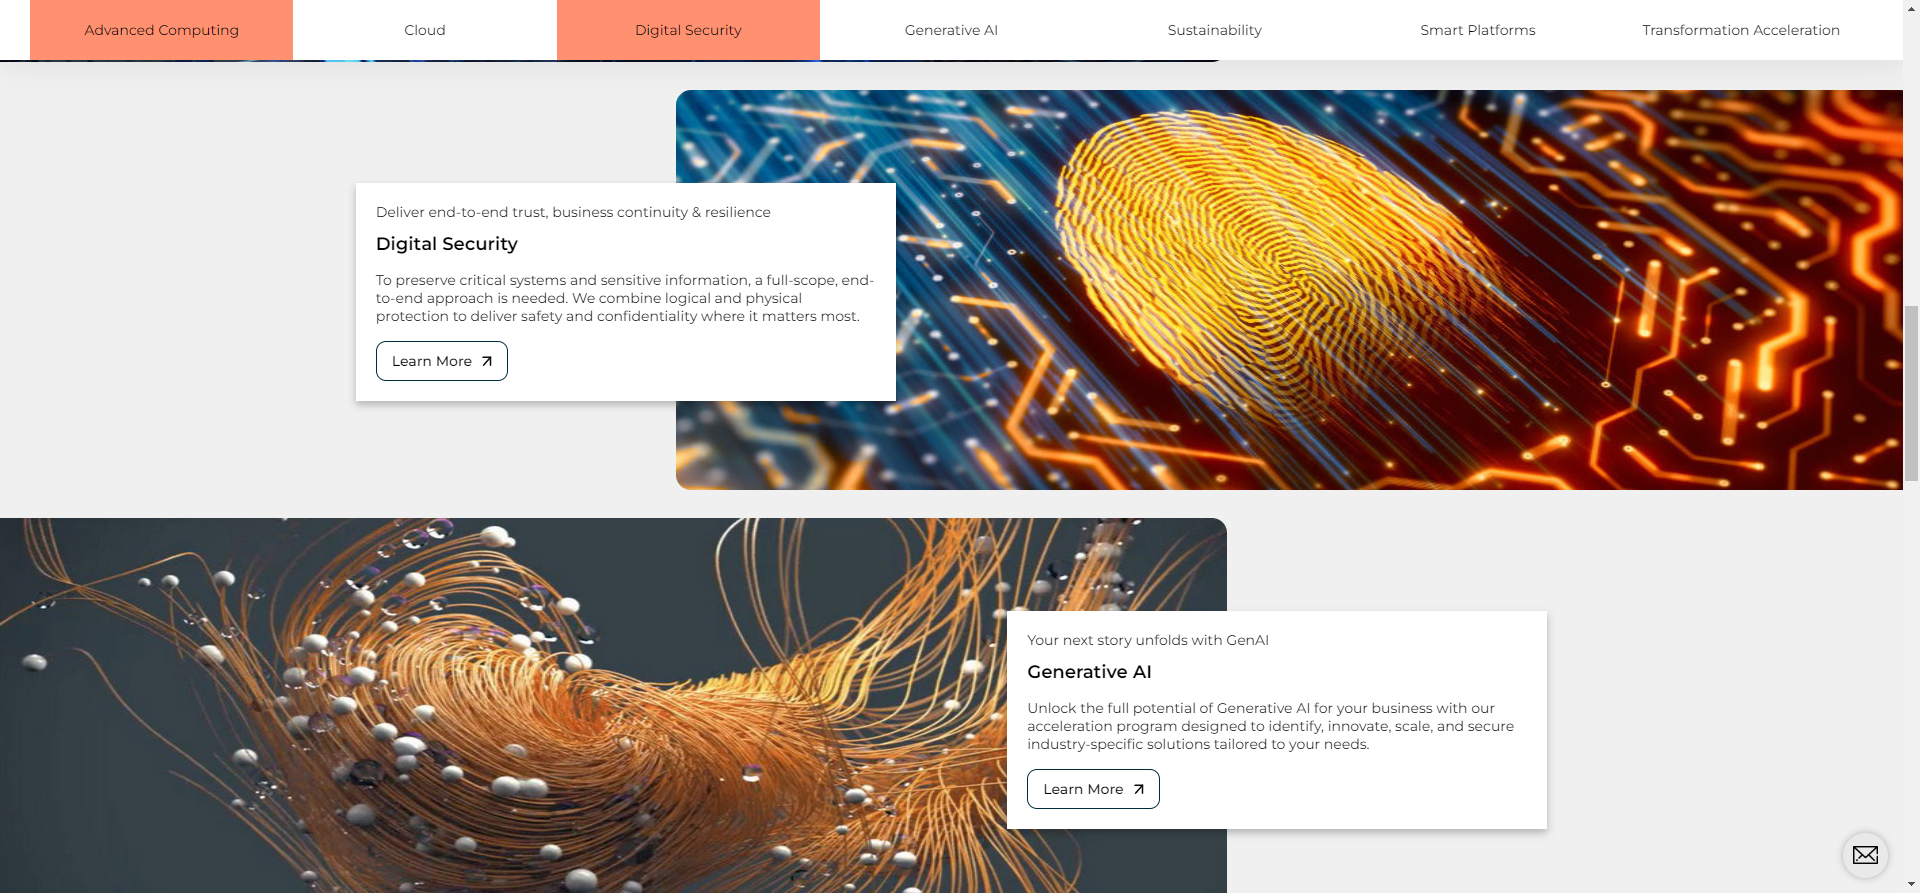 Advanced Computing
Cloud
Digital Security
Generative AI
Sustainability
Smart Platforms
Transformation Acceleration
Deliver end-to-end trust, business continuity & resilience
Digital Security
To preserve critical systems and sensitive information, a full-scope, end-
to-end approach is needed. We combine logical and physical
protection to deliver safety and confidentiality where it matters most.
Learn More
Your next story unfolds with GenAI
Generative AI
Unlock the full potential of Generative AI for your business with our
acceleration program designed to identify, innovate, scale, and secure
industry-specific solutions tailored to your needs.
Learn More